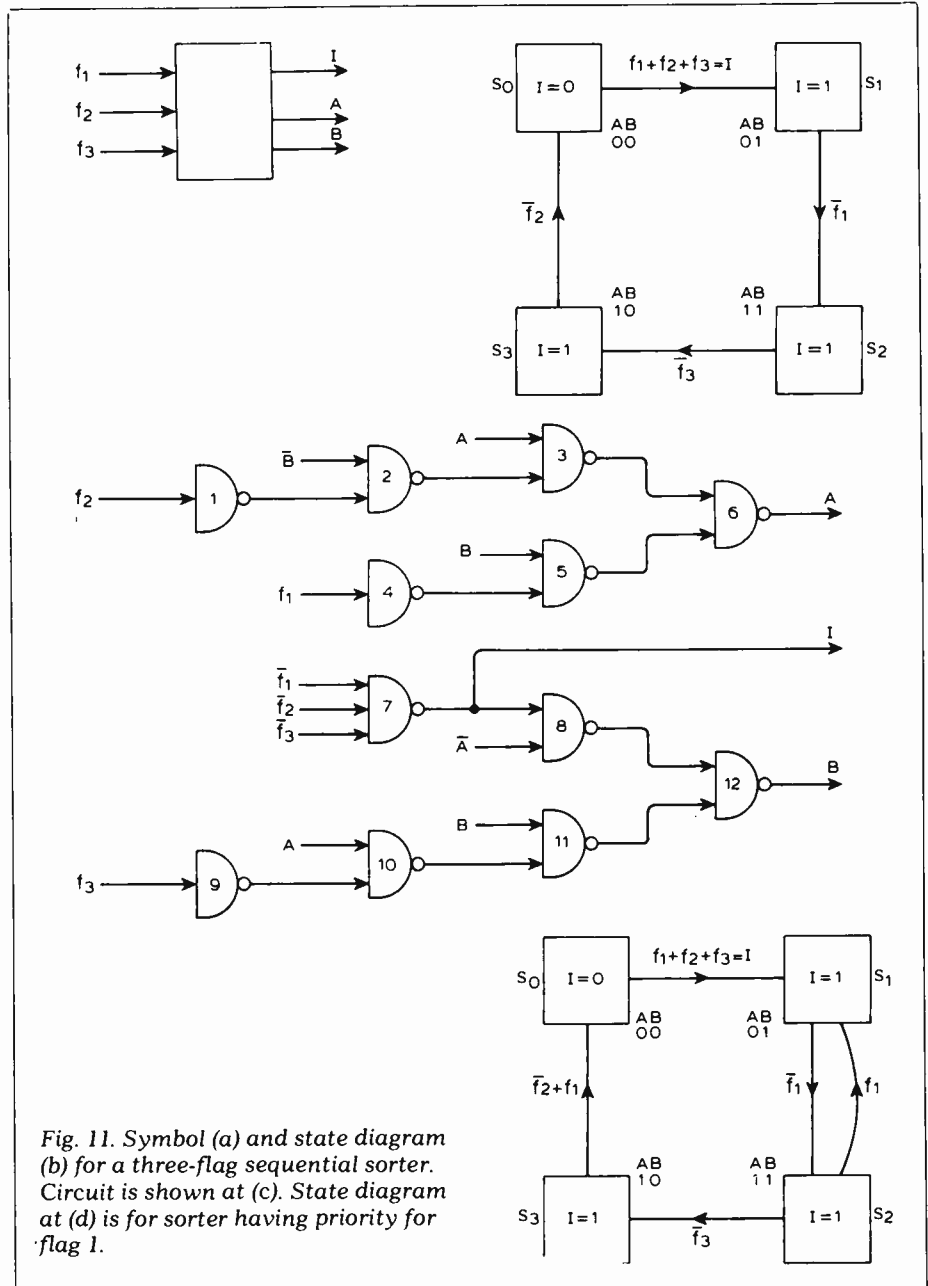 f1
f2
f3
I
A
B
S0
I=0
f1+f2+f3=I
I=1
S1
AB
00
AB
01
f̄2
f̄1
AB
10
AB
11
S3
I=1
f̄3
I=1
S2
f2
1
B̄
2
A
3
6
A
f1
4
B
5
I
f̄1
f̄2
f̄3
7
Ā
8
12
B
f3
9
A
10
B
11
S0
I=0
f1+f2+f3=I
I=1
S1
AB
00
AB
01
f̄2+f1
f̄1
f1
AB
10
AB
11
S3
I=1
f̄3
I=1
S2
Fig. 11. Symbol (a) and state diagram
(b) for a three-flag sequential sorter.
Circuit is shown at (c). State diagram
at (d) is for sorter having priority for
flag 1.